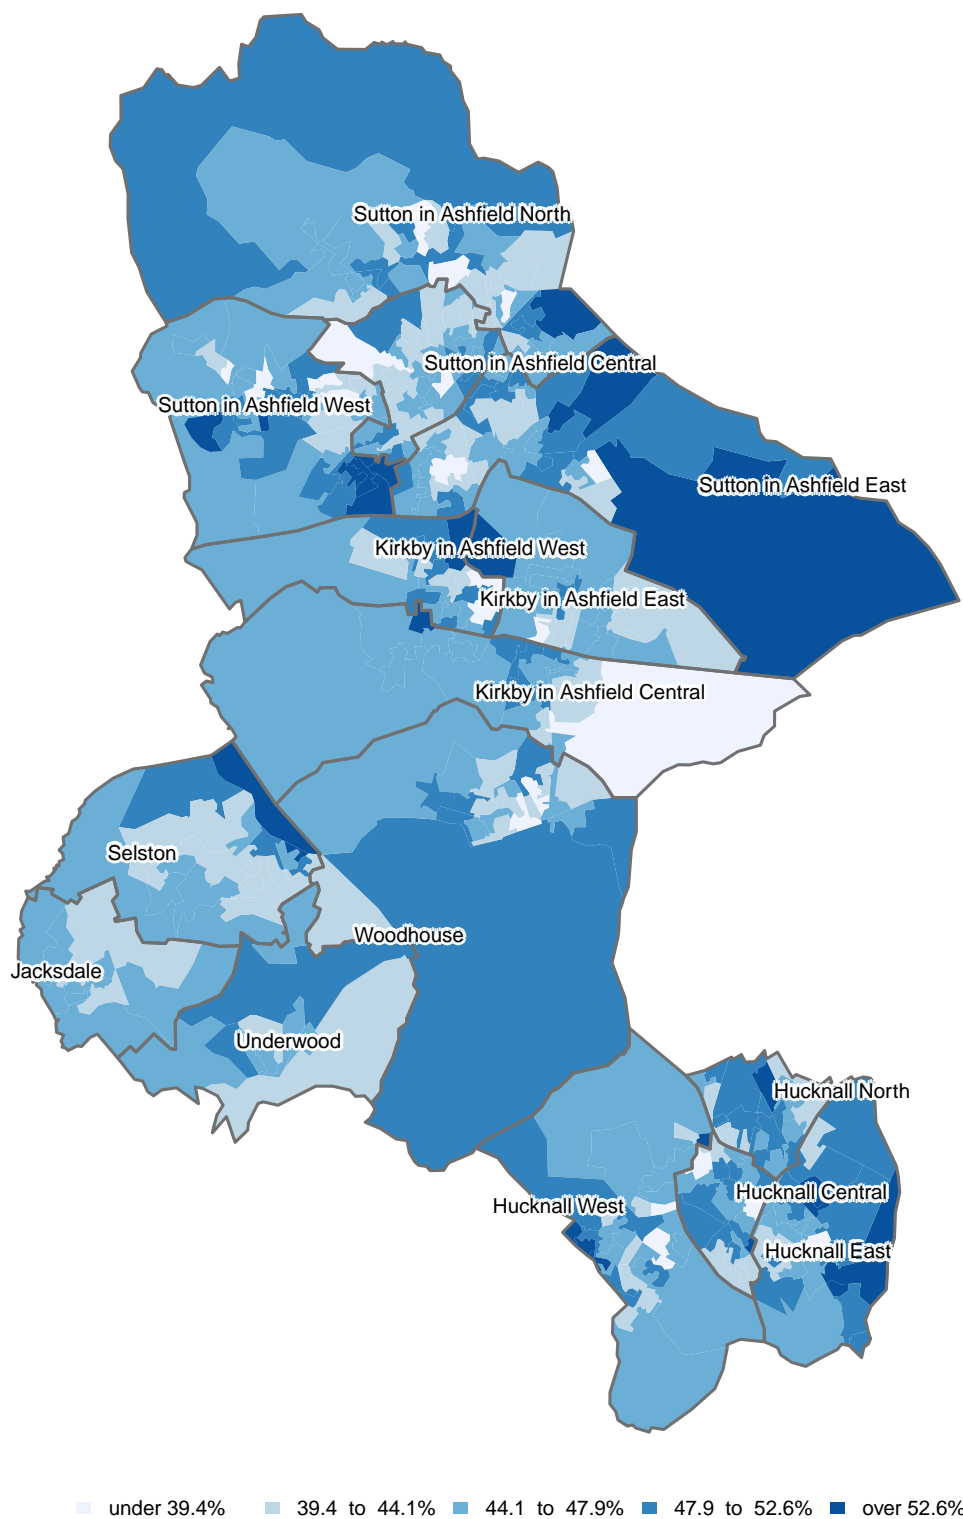 Sutton in Ashfield North
Sutton in Ashfield Central
Sutton in Ashfield West
Sutton in Ashfield East
Kirkby in Ashfield West
Kirkby in Ashfield East
Kirkby in Ashfield Central
Selston
Woodhouse
Jacksdale
Underwood
Hucknall North
Hucknall Central
Hucknall West
Hucknall East
under 39.4% 39.4 to 44.1% 44.1 to 47.9% 47.9 to 52.6% over 52.6%